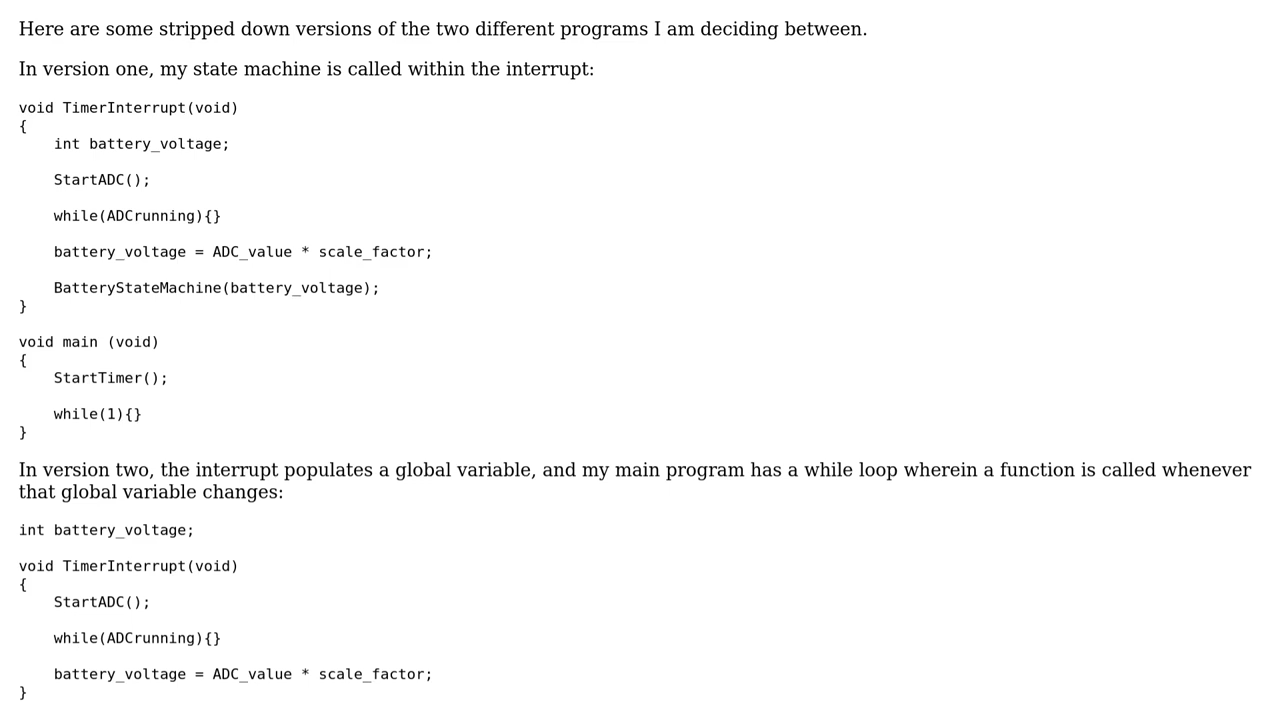 Here are some stripped down versions of the two different programs I am deciding between.
In version one, my state machine is called within the interrupt:
void TimerInterrupt(void)
{
    int battery_voltage;
    StartADC();
    while(ADCrunning){}
    battery_voltage = ADC_value * scale_factor;
    BatteryStateMachine(battery_voltage);
}
void main (void)
{
    StartTimer();
    while(1){}
}
In version two, the interrupt populates a global variable, and my main program has a while loop wherein a function is called whenever
that global variable changes:
int battery_voltage;
void TimerInterrupt(void)
{
    StartADC();
    while(ADCrunning){}
    battery_voltage = ADC_value * scale_factor;
}